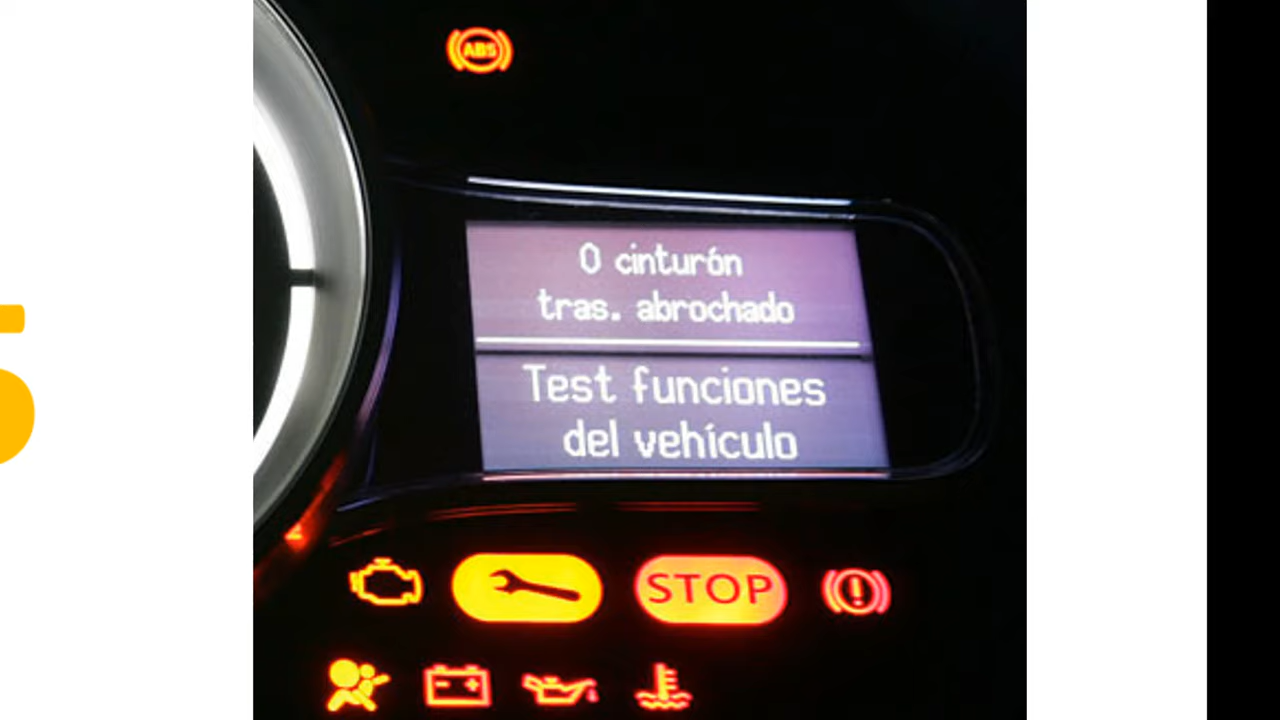 ABS
0 cinturón
tras. abrochado
Test funciones
del vehículo
STOP